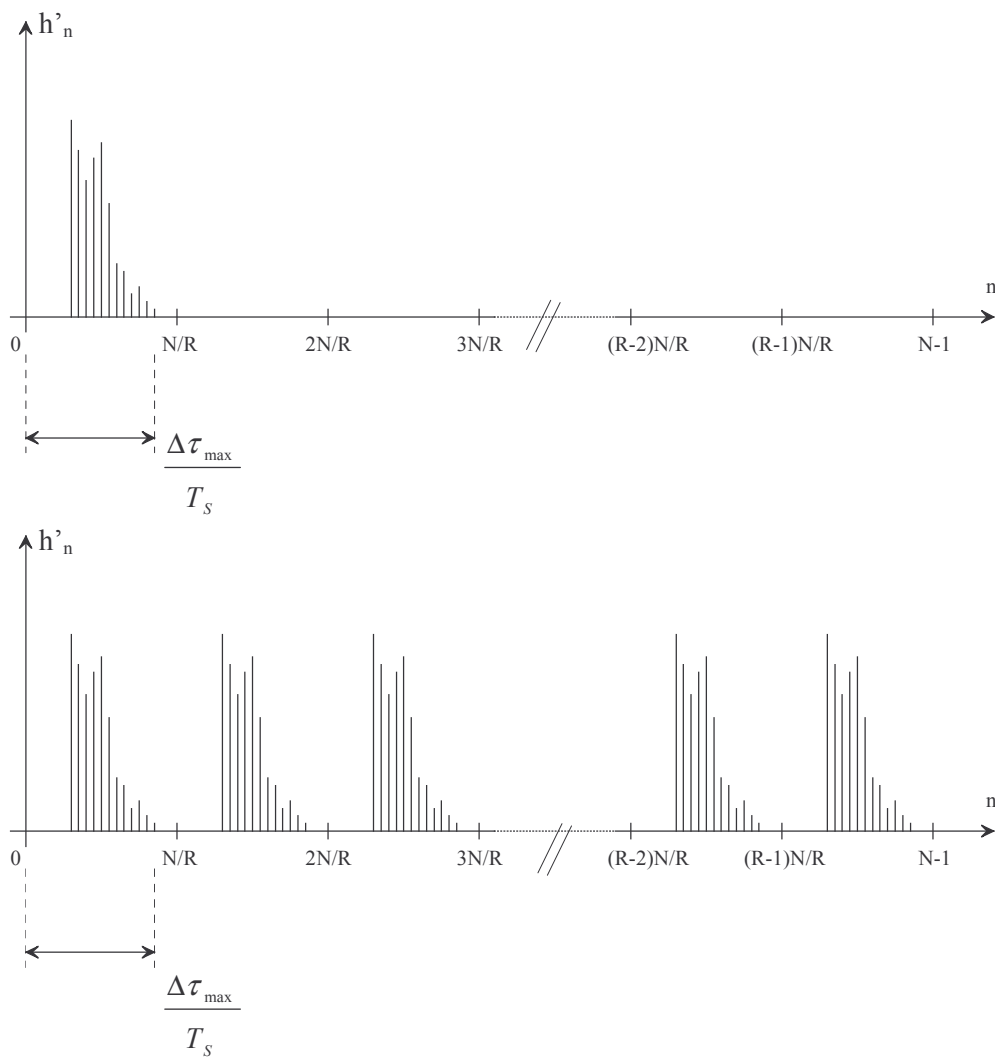 h’n
n
0 N/R 2N/R 3N/R (R-2)N/R (R-1)N/R N-1
Δτmax
TS
h’n
n
0 N/R 2N/R 3N/R (R-2)N/R (R-1)N/R N-1
Δτmax
TS